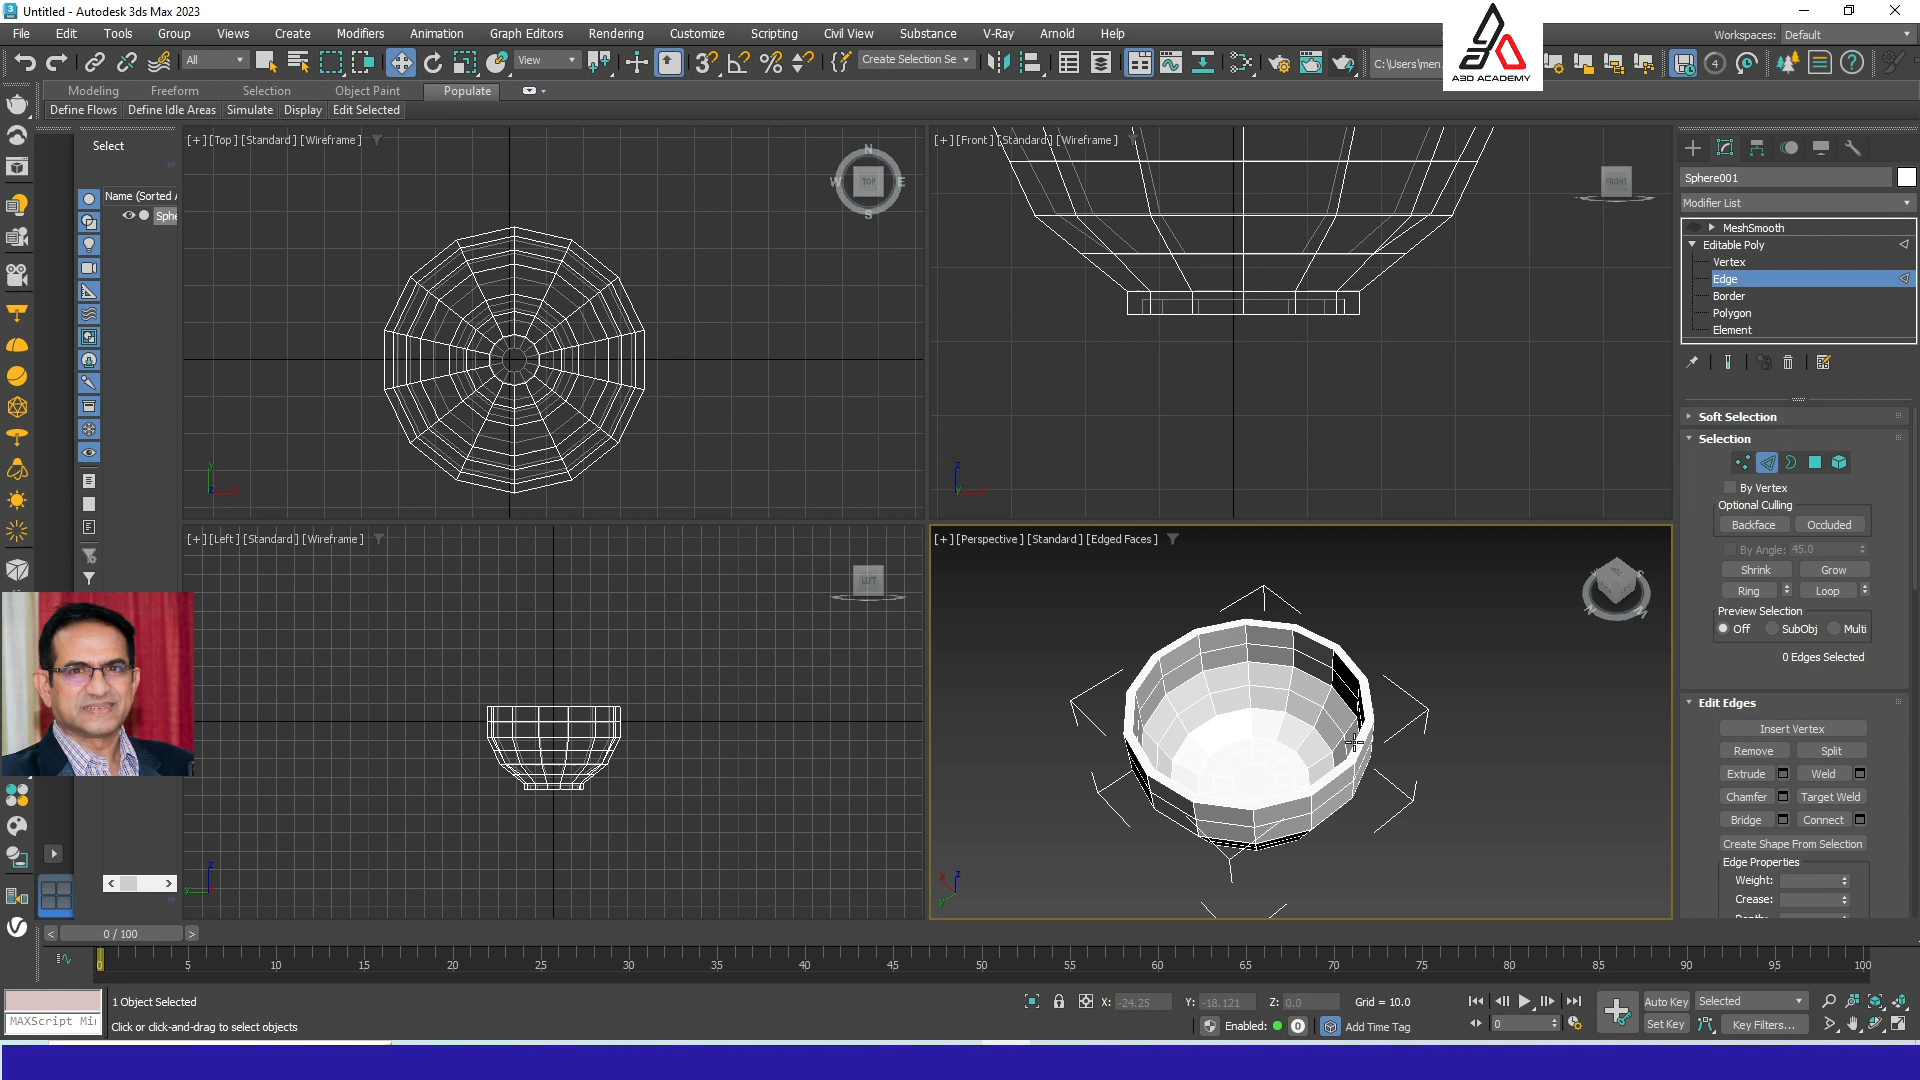 Untitled - Autodesk 3ds Max 2023
File Edit Tools Group Views Create Modifiers Animation Graph Editors Rendering Customize Scripting Civil View Substance V-Ray Arnold Help
Workspaces: Default
All
View
Create Selection Se
C:\Users\men.
A3D ACADEMY
Modeling Freeform Selection Object Paint Populate
Define Flows Define Idle Areas Simulate Display Edit Selected
Select
Name (Sorted A
Sphe
[+] [Top] [Standard] [Wireframe]
N
W TOP E
S
[+] [Front] [Standard] [Wireframe]
FRONT
[+] [Left] [Standard] [Wireframe]
LEFT
[+] [Perspective] [Standard] [Edged Faces]
Sphere001
Modifier List
MeshSmooth
Editable Poly
Vertex
Edge
Border
Polygon
Element
Soft Selection
Selection
By Vertex
Optional Culling
Backface Occluded
By Angle: 45.0
Shrink Grow
Ring Loop
Preview Selection
Off SubObj Multi
0 Edges Selected
Edit Edges
Insert Vertex
Remove Split
Extrude Weld
Chamfer Target Weld
Bridge Connect
Create Shape From Selection
Edge Properties
Weight:
Crease:
0 / 100
0 5 10 15 20 25 30 35 40 45 50 55 60 65 70 75 80 85 90 95 100
1 Object Selected
MAXScript Mi
Click or click-and-drag to select objects
X: -24.25 Y: -18.121 Z: 0.0 Grid = 10.0
Enabled: 0 Add Time Tag
0
Auto Key Selected
Set Key Key Filters...